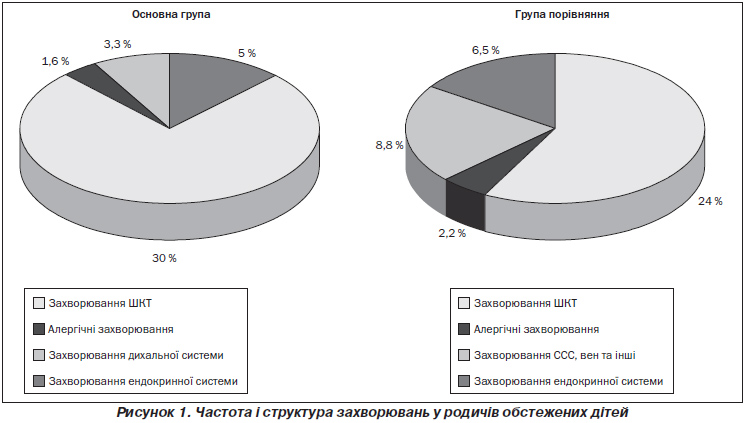 Основна група
Група порівняння
3,3 %
1,6 %
5 %
30 %
6,5 %
8,8 %
2,2 %
24 %
Захворювання ШКТ
Алергічні захворювання
Захворювання дихальної системи
Захворювання ендокринної системи
Захворювання ШКТ
Алергічні захворювання
Захворювання ССС, вен та інші
Захворювання ендокринної системи
Рисунок 1. Частота і структура захворювань у родичів обстежених дітей